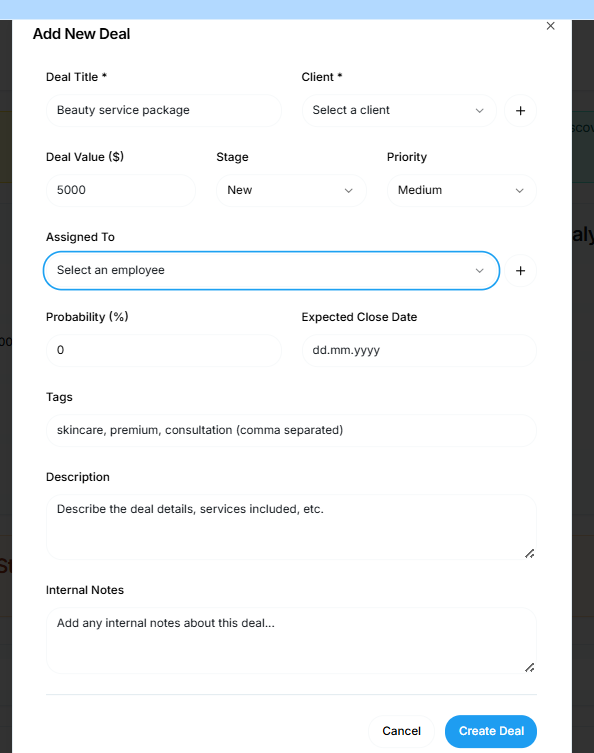 Add New Deal
Deal Title * Client *
Beauty service package Select a client +
Deal Value ($) Stage Priority
5000 New Medium
Assigned To
Select an employee +
Probability (%) Expected Close Date
0 dd.mm.yyyy
Tags
skincare, premium, consultation (comma separated)
Description
Describe the deal details, services included, etc.
Internal Notes
Add any internal notes about this deal...
Cancel Create Deal